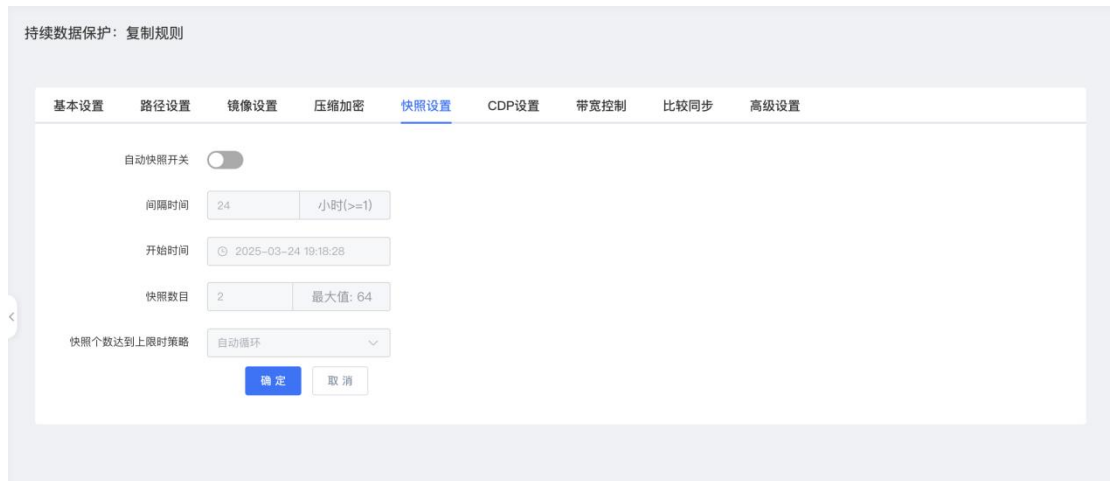 持续数据保护：复制规则
基本设置 路径设置 镜像设置 压缩加密 快照设置 CDP设置 带宽控制 比较同步 高级设置
自动快照开关
间隔时间 24 小时(>=1)
开始时间 2025-03-24 19:18:28
快照数目 2 最大值: 64
快照个数达到上限时策略 自动循环
确定 取消